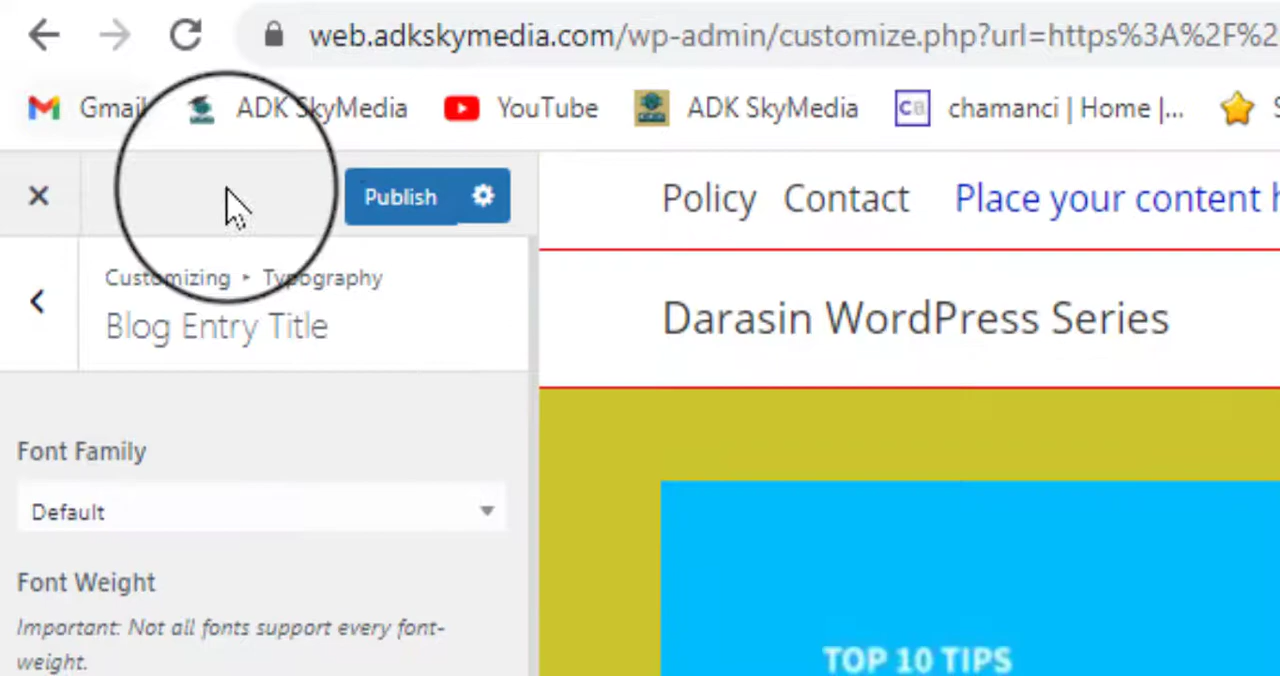 web.adkskymedia.com/wp-admin/customize.php?url=https%3A%2F%2
Gmail ADK SkyMedia YouTube ADK SkyMedia chamanci | Home |...
Publish
Policy Contact Place your content
Customizing ▸ Typography
Blog Entry Title
Darasin WordPress Series
Font Family
Default
Font Weight
Important: Not all fonts support every font-
weight.
TOP 10 TIPS